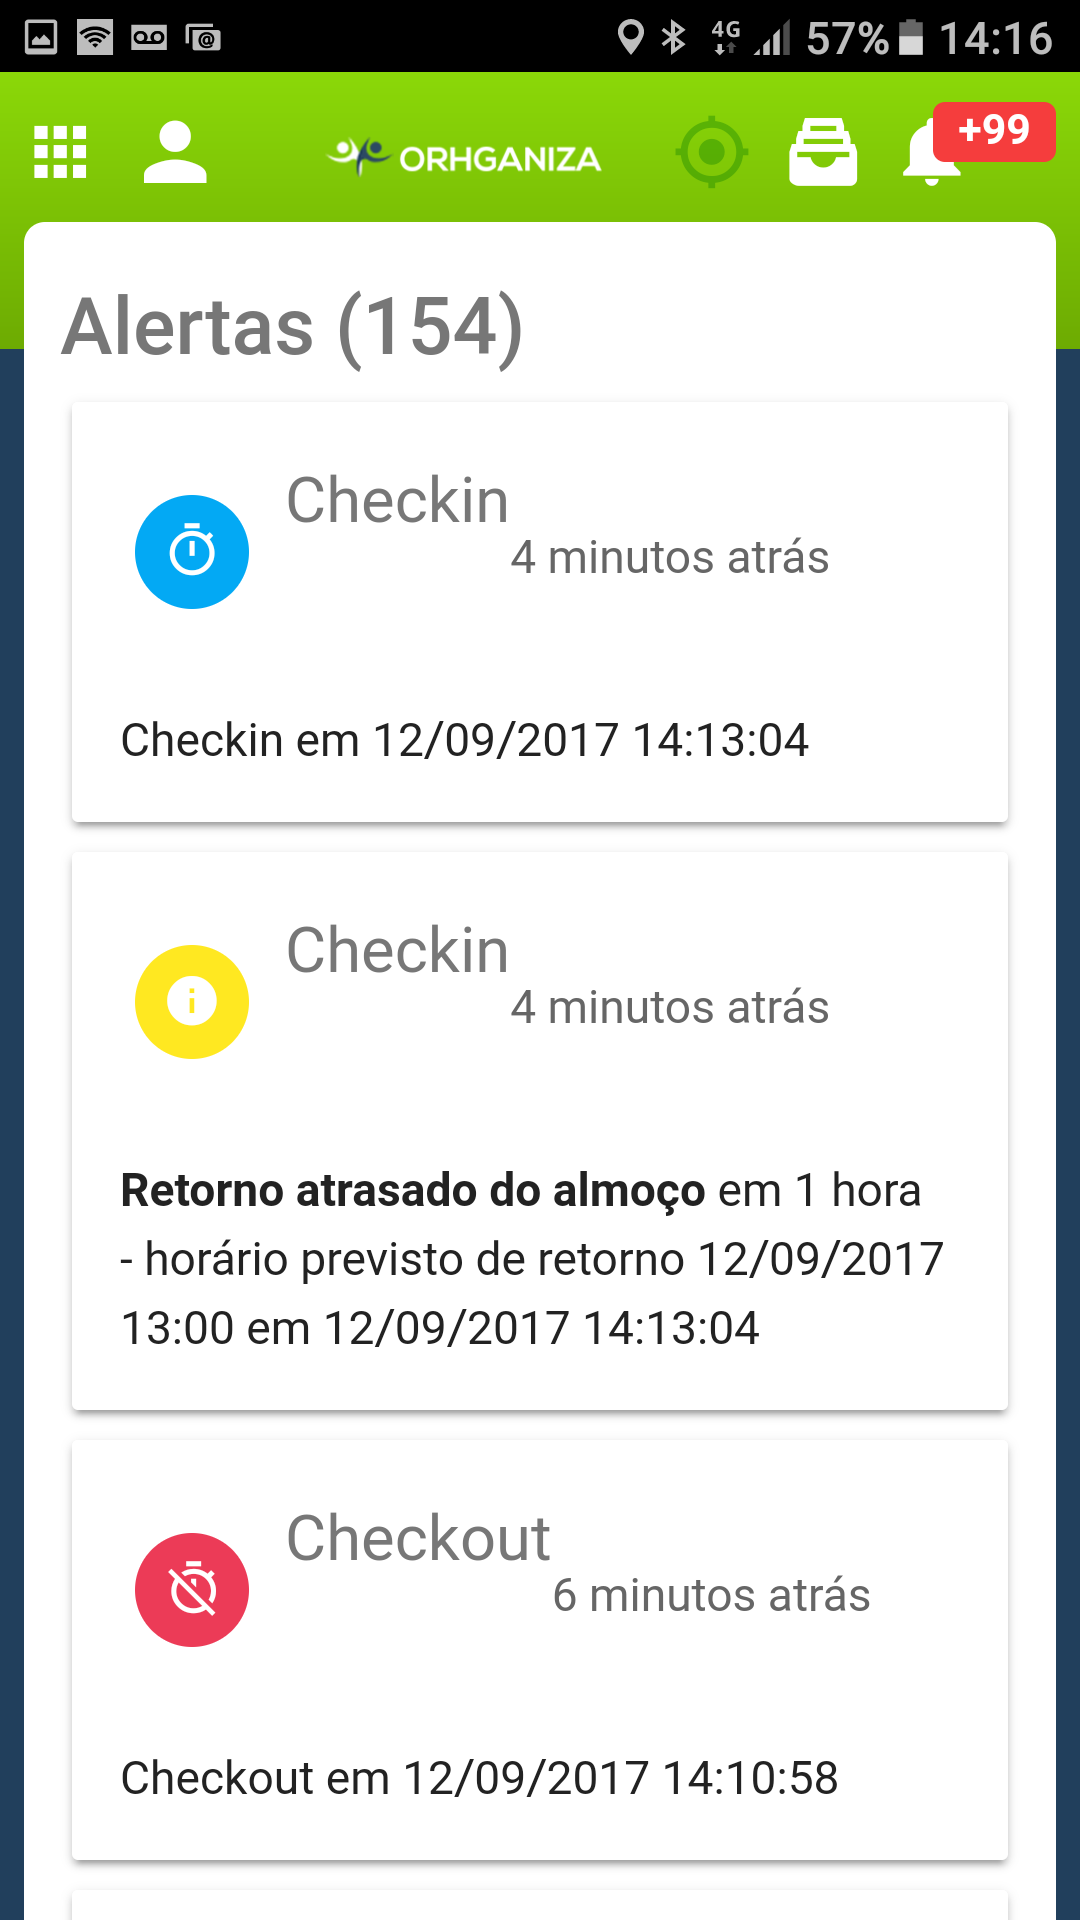 4G 57% 14:16
ORHGANIZA +99
Alertas (154)
Checkin
4 minutos atrás
Checkin em 12/09/2017 14:13:04
Checkin
4 minutos atrás
Retorno atrasado do almoço em 1 hora
- horário previsto de retorno 12/09/2017
13:00 em 12/09/2017 14:13:04
Checkout
6 minutos atrás
Checkout em 12/09/2017 14:10:58